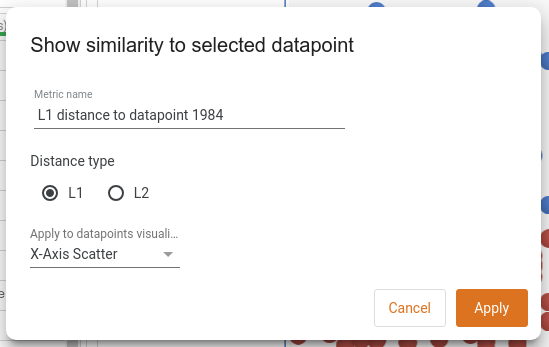 Show similarity to selected datapoint
Metric name
L1 distance to datapoint 1984
Distance type
L1 L2
Apply to datapoints visuali...
X-Axis Scatter
Cancel Apply